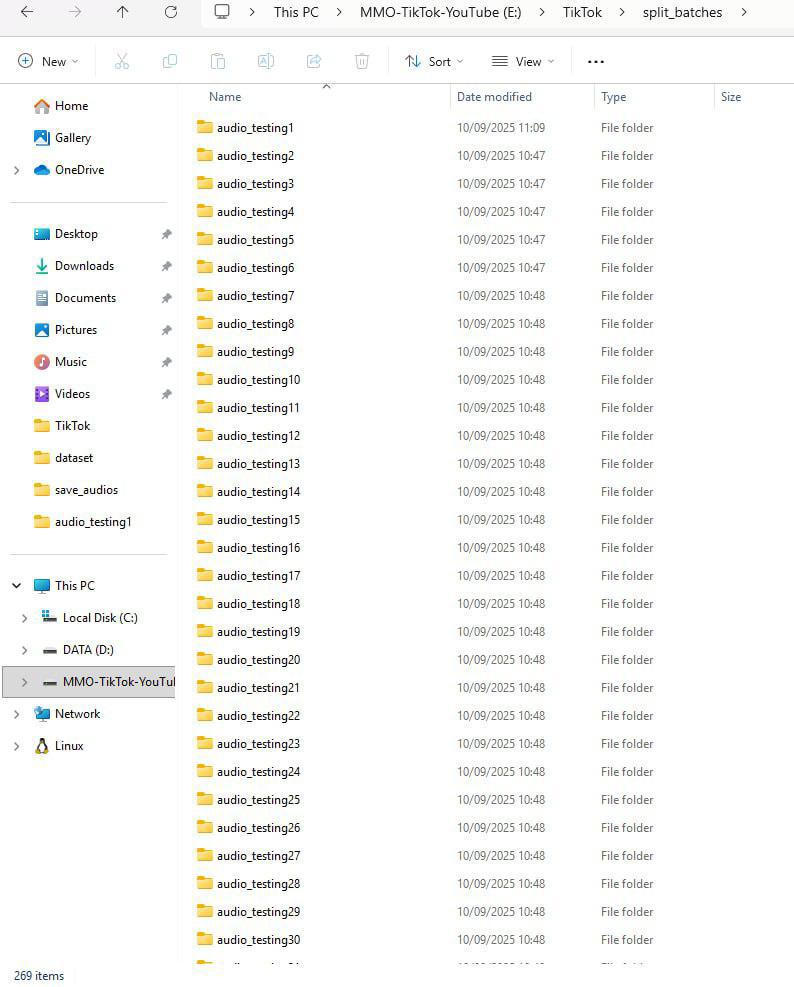 This PC > MMO-TikTok-YouTube (E:) > TikTok > split_batches >
New Sort View ...
Name Date modified Type Size
Home
Gallery
OneDrive
Desktop
Downloads
Documents
Pictures
Music
Videos
TikTok
dataset
save_audios
audio_testing1
This PC
Local Disk (C:)
DATA (D:)
MMO-TikTok-YouTu
Network
Linux
audio_testing1 10/09/2025 11:09 File folder
audio_testing2 10/09/2025 10:47 File folder
audio_testing3 10/09/2025 10:47 File folder
audio_testing4 10/09/2025 10:47 File folder
audio_testing5 10/09/2025 10:47 File folder
audio_testing6 10/09/2025 10:47 File folder
audio_testing7 10/09/2025 10:48 File folder
audio_testing8 10/09/2025 10:48 File folder
audio_testing9 10/09/2025 10:48 File folder
audio_testing10 10/09/2025 10:48 File folder
audio_testing11 10/09/2025 10:48 File folder
audio_testing12 10/09/2025 10:48 File folder
audio_testing13 10/09/2025 10:48 File folder
audio_testing14 10/09/2025 10:48 File folder
audio_testing15 10/09/2025 10:48 File folder
audio_testing16 10/09/2025 10:48 File folder
audio_testing17 10/09/2025 10:48 File folder
audio_testing18 10/09/2025 10:48 File folder
audio_testing19 10/09/2025 10:48 File folder
audio_testing20 10/09/2025 10:48 File folder
audio_testing21 10/09/2025 10:48 File folder
audio_testing22 10/09/2025 10:48 File folder
audio_testing23 10/09/2025 10:48 File folder
audio_testing24 10/09/2025 10:48 File folder
audio_testing25 10/09/2025 10:48 File folder
audio_testing26 10/09/2025 10:48 File folder
audio_testing27 10/09/2025 10:48 File folder
audio_testing28 10/09/2025 10:48 File folder
audio_testing29 10/09/2025 10:48 File folder
audio_testing30 10/09/2025 10:48 File folder
269 items